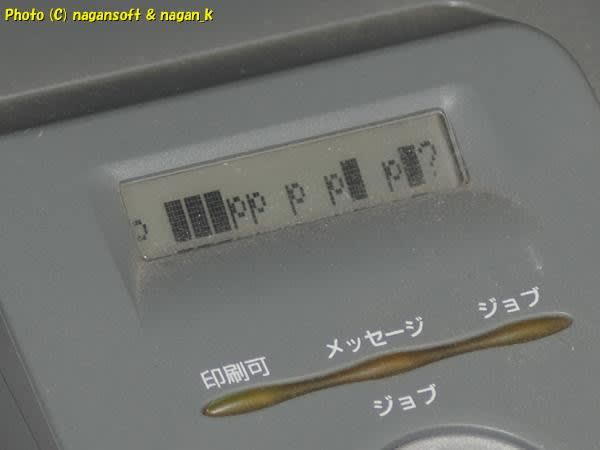 Photo (C) nagansoft & nagan_k
███pp p p█ p█?
ジョブ
メッセージ
印刷可
ジョブ